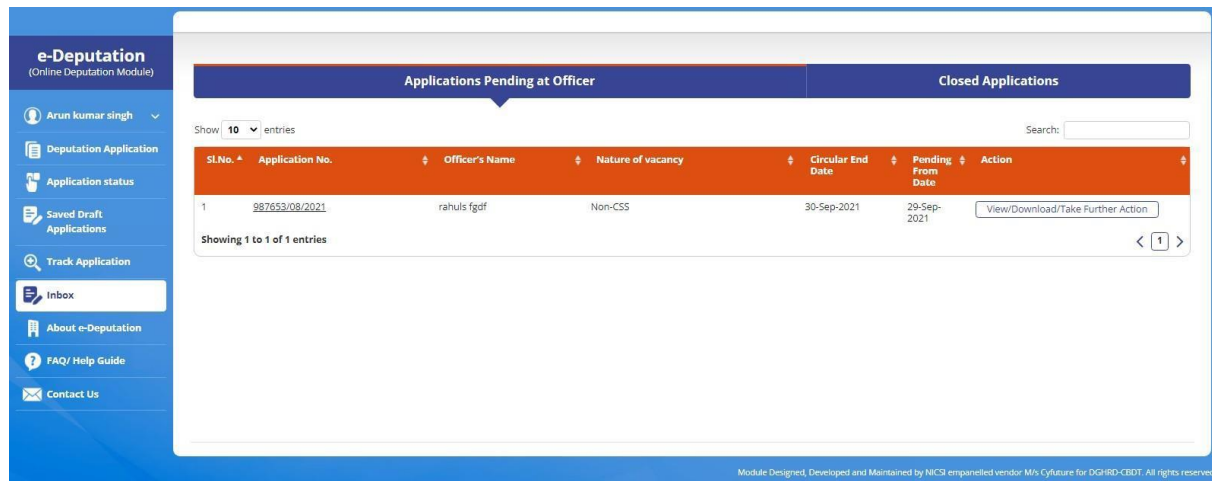 e-Deputation
(Online Deputation Module)
Arun kumar singh
Deputation Application
Application status
Saved Draft
Applications
Track Application
Inbox
About e-Deputation
FAQ/ Help Guide
Contact Us
Applications Pending at Officer
Closed Applications
Show 10 entries
Search:
Sl.No. Application No. Officer's Name Nature of vacancy Circular End Pending Action
Date From
Date
1 987653/08/2021 rahuls fgdf Non-CSS 30-Sep-2021 29-Sep- View/Download/Take Further Action
2021
Showing 1 to 1 of 1 entries
< 1 >
Module Designed, Developed and Maintained by NICSI empanelled vendor M/s Cyfuture for DGHRD-CBDT. All rights reserve